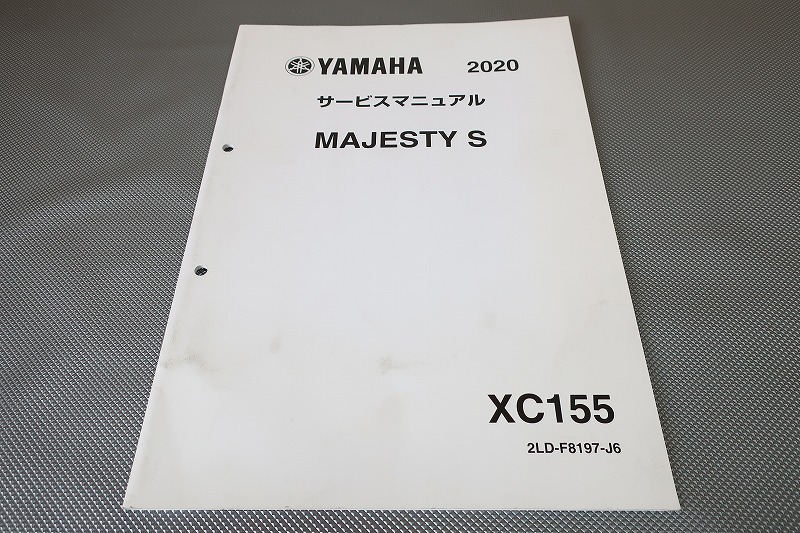 YAMAHA 2020
サービスマニュアル
MAJESTY S
XC155
2LD-F8197-J6